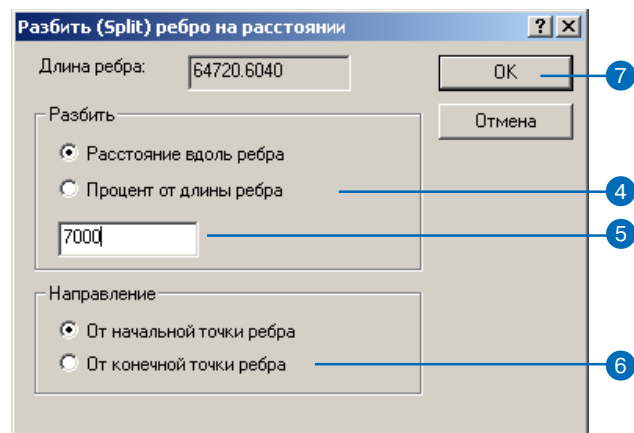 Разбить (Split) ребро на расстоянии
? ×
Длина ребра: 64720.6040
OK
7
Отмена
Разбить
Расстояние вдоль ребра
Процент от длины ребра
4
7000
5
Направление
От начальной точки ребра
От конечной точки ребра
6